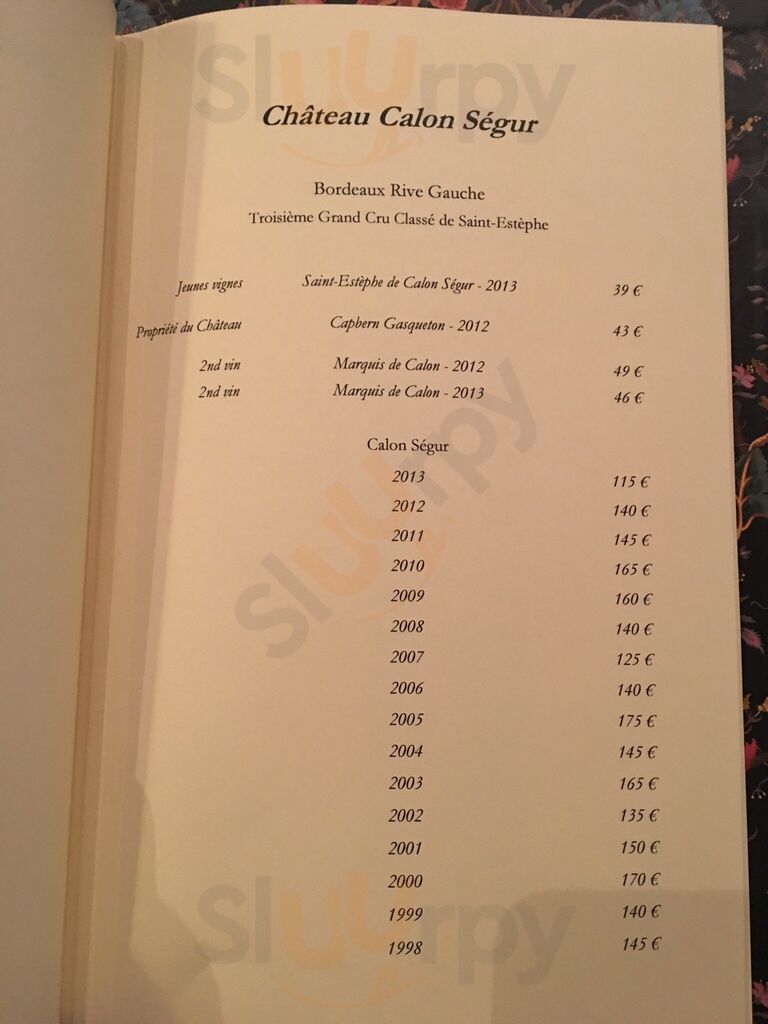 Sluurpy
Château Calon Ségur
Bordeaux Rive Gauche
Troisième Grand Cru Classé de Saint-Estèphe
Jeunes vignes Saint-Estèphe de Calon Ségur - 2013 39 €
Propriété du Château Capbern Gasqueton - 2012 43 €
2nd vin Marquis de Calon - 2012 49 €
2nd vin Marquis de Calon - 2013 46 €
Calon Ségur
2013 115 €
2012 140 €
2011 145 €
2010 165 €
Sluurpy
2009 160 €
2008 140 €
2007 125 €
2006 140 €
2005 175 €
2004 145 €
2003 165 €
2002 135 €
2001 150 €
2000 170 €
1999 140 €
Sluurpy
1998 145 €